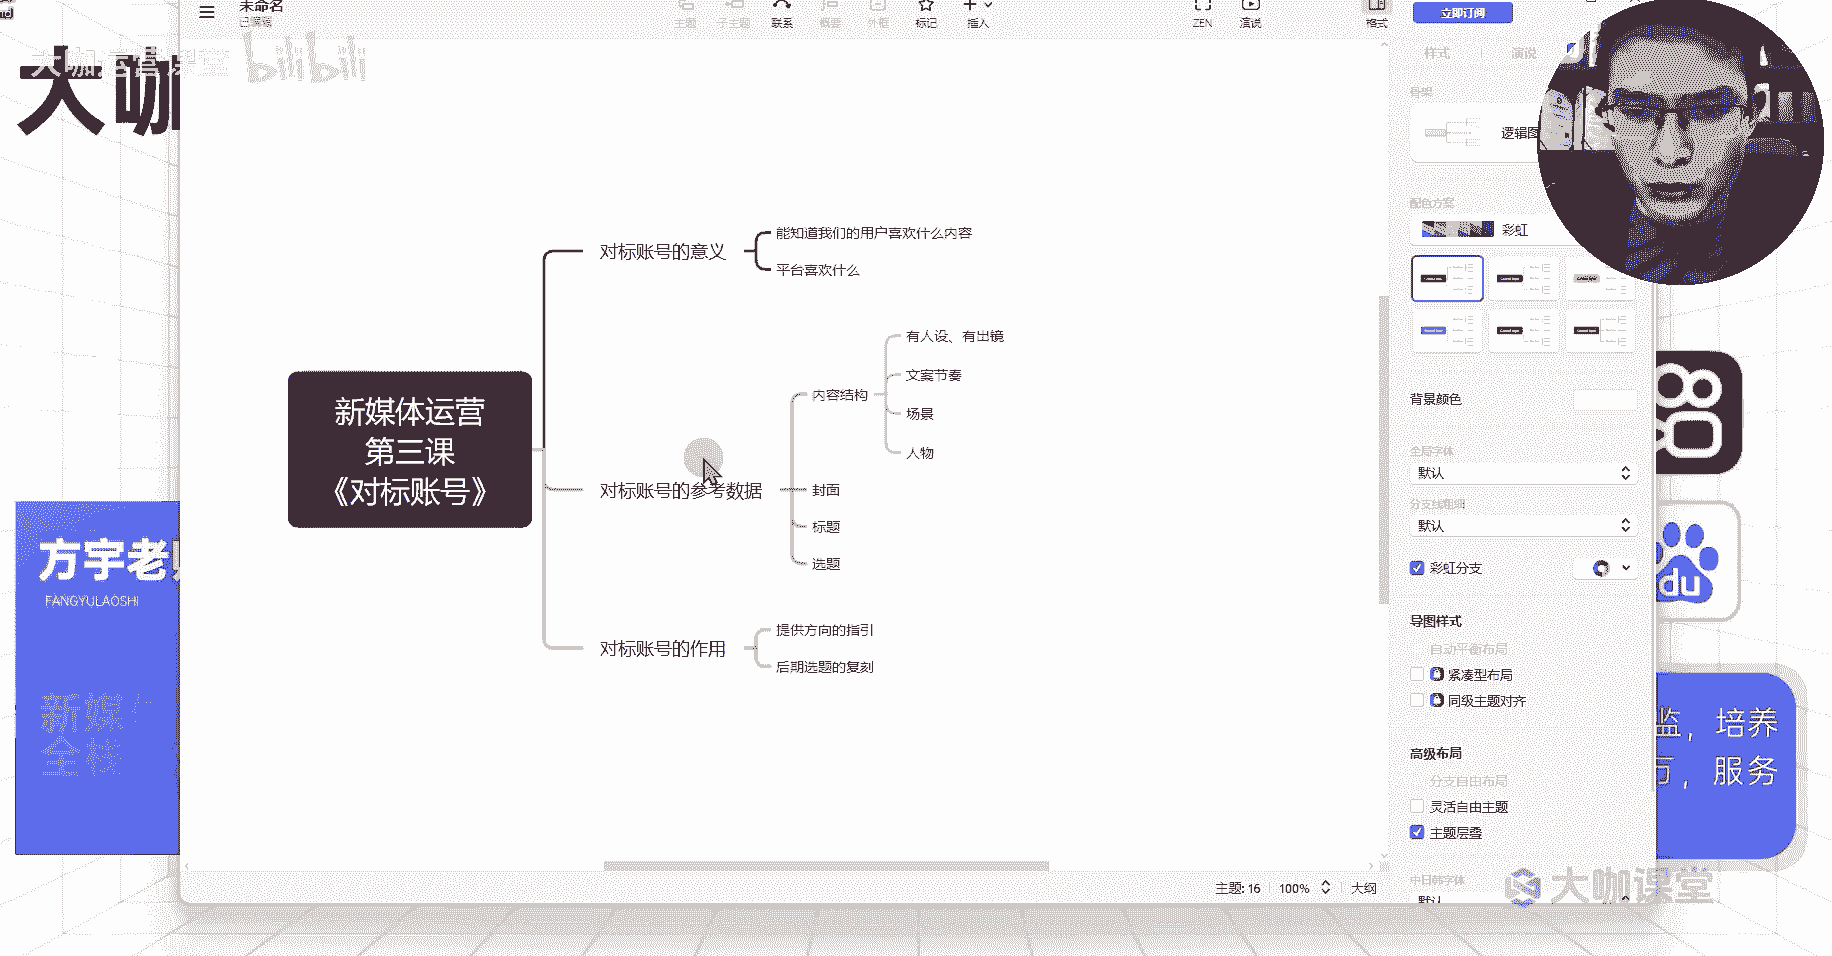 未命名
已编辑
主题
子主题
联系
概要
外框
标记
插入
ZEN
演说
格式
立即订阅
大咖运营课堂
bilibili
大咖
样式
演说
骨架
逻辑图
配色方案
彩虹
对标账号的意义
能知道我们的用户喜欢什么内容
平台喜欢什么
新媒体运营
第三课
《对标账号》
对标账号的参考数据
内容结构
有人设、有出镜
文案节奏
场景
人物
封面
标题
选题
对标账号的作用
提供方向的指引
后期选题的复刻
背景颜色
全局字体
默认
分支线粗细
默认
彩虹分支
导图样式
自动平衡布局
紧凑型布局
同级主题对齐
高级布局
分支自由布局
灵活自由主题
主题层叠
中日韩字体
默认
主题: 16
100%
大纲
方宇老师
FANGYULAOSHI
新媒体
全栈
du
监，培养
万，服务
大咖课堂